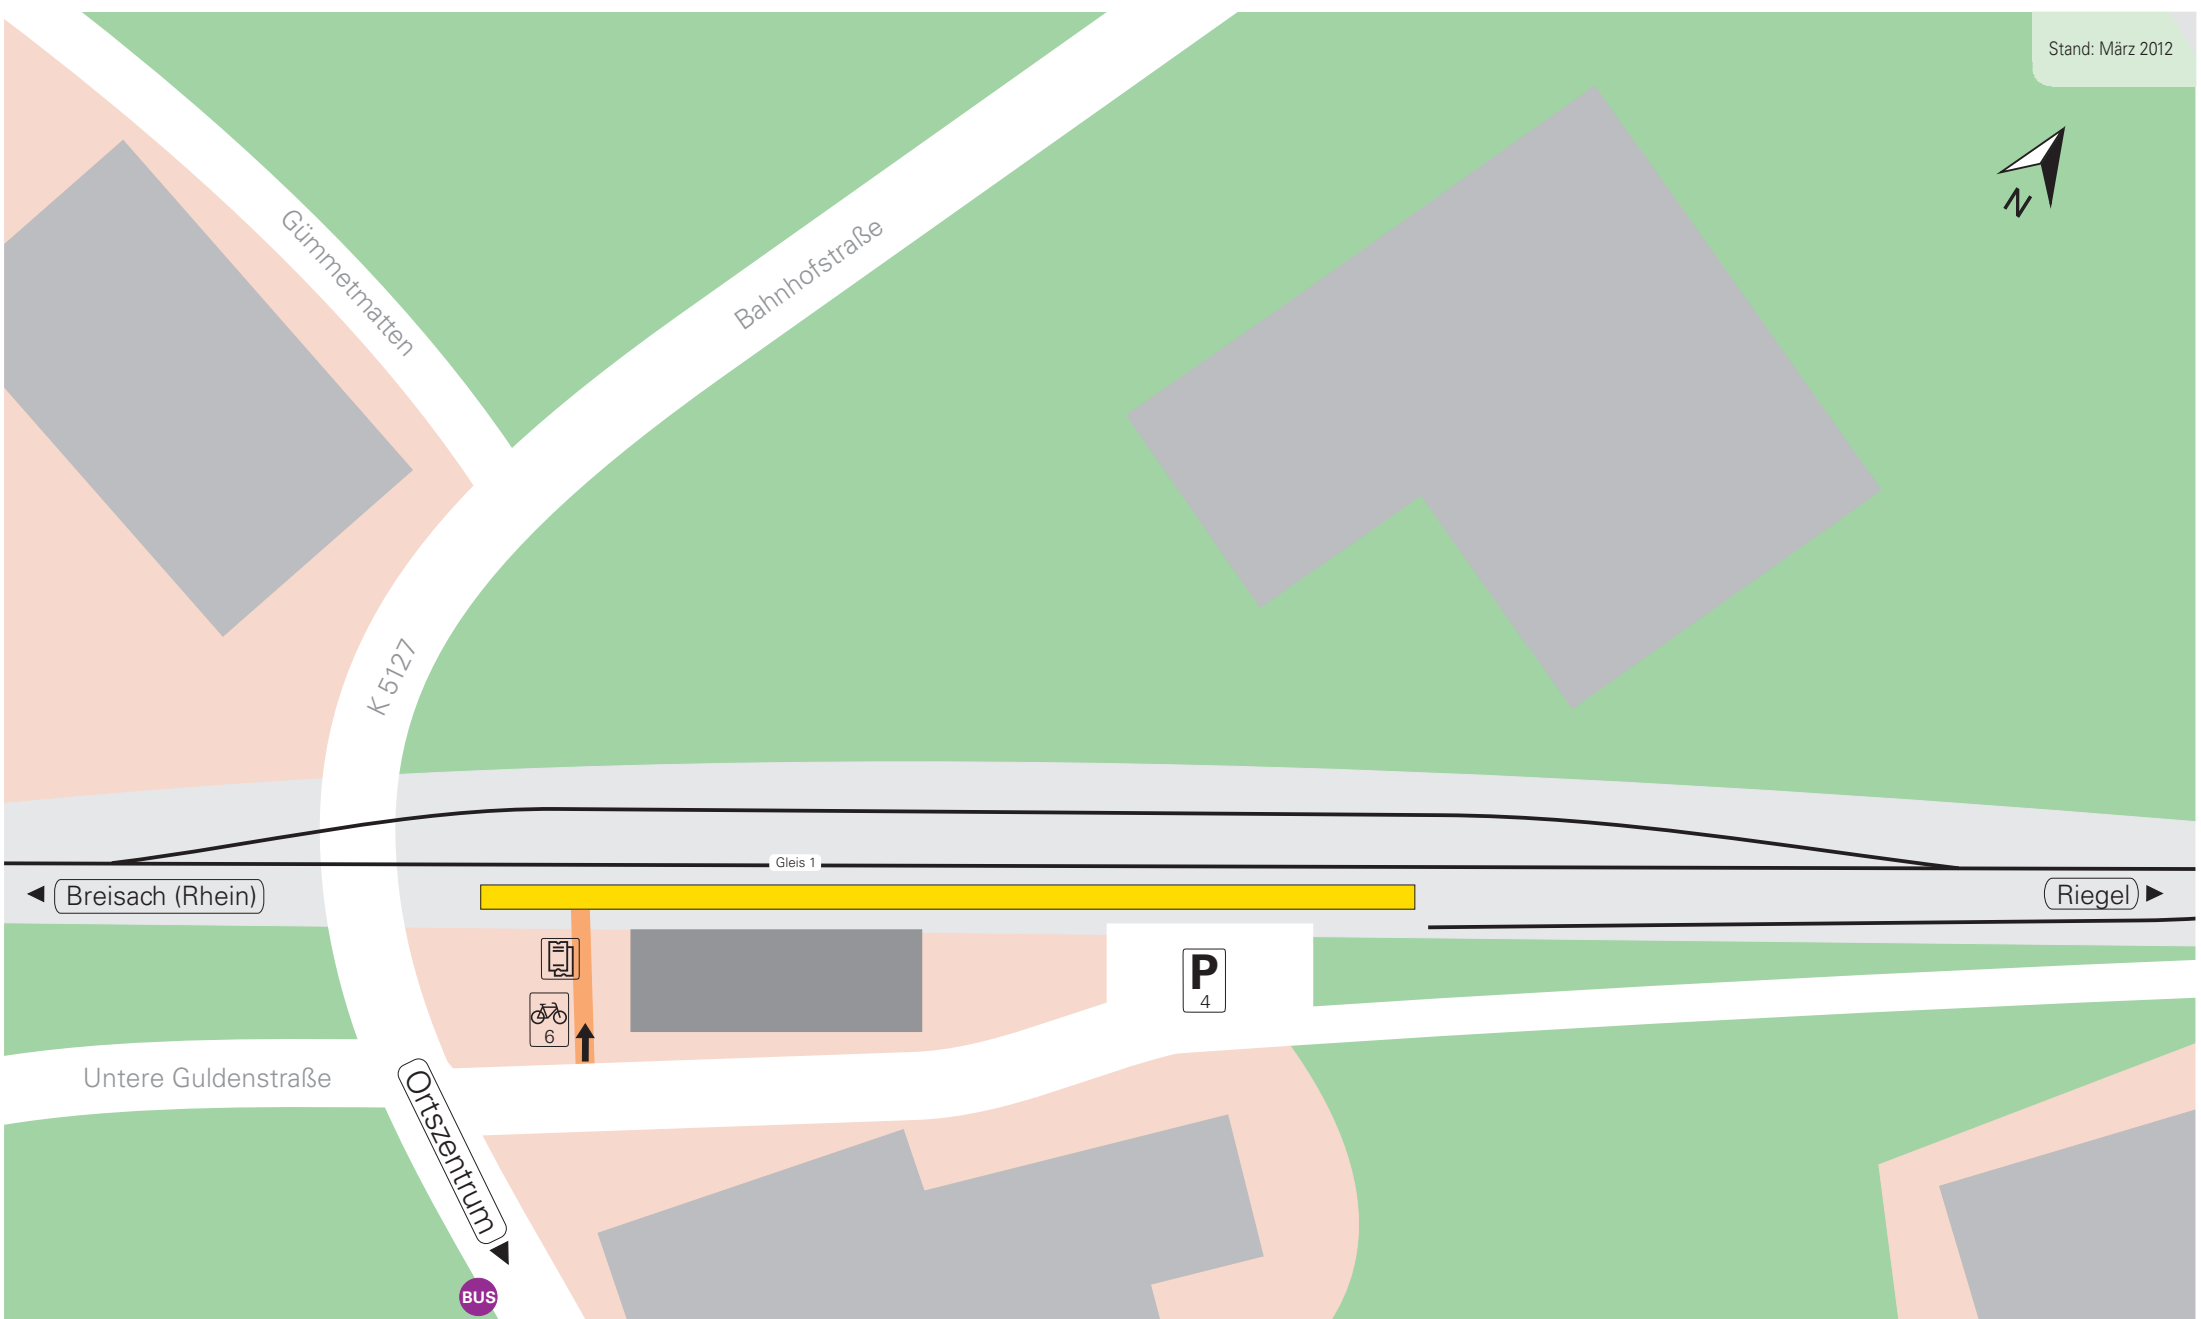 Stand: März 2012
N
Gümmetmatten
Bahnhofstraße
K 5127
Gleis 1
Breisach (Rhein)
Riegel
P
4
6
Untere Guldenstraße
Ortszentrum
BUS